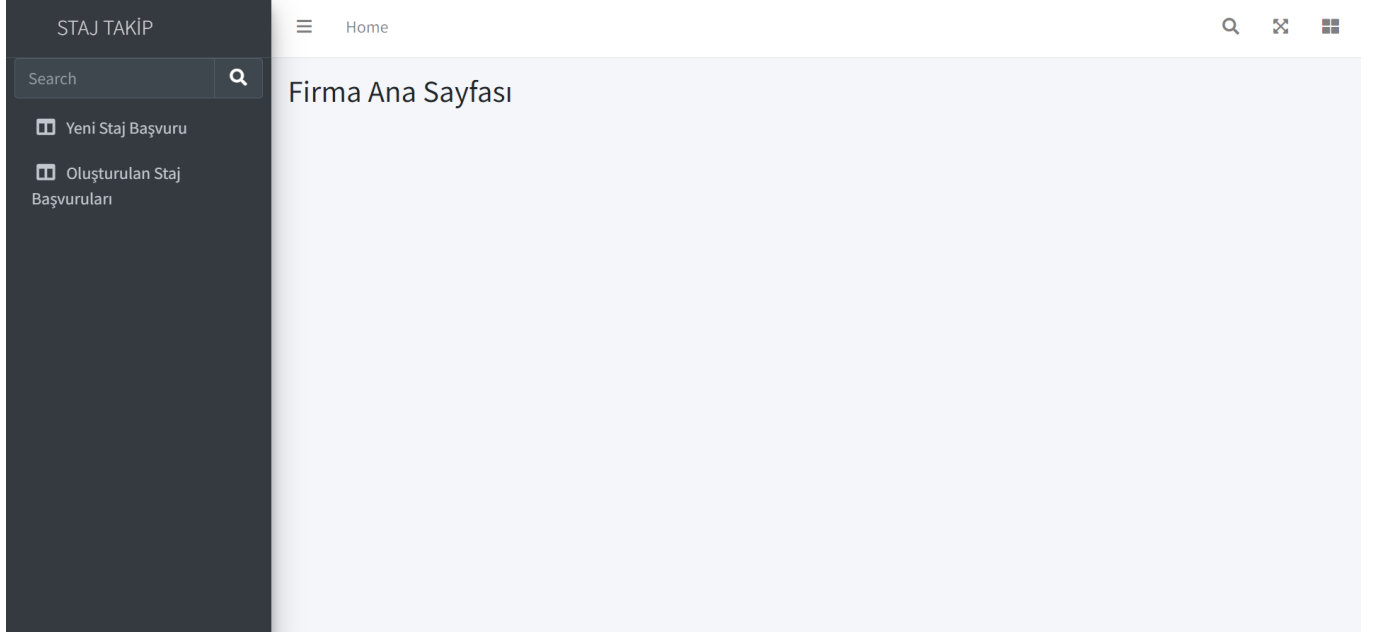 STAJ TAKİP
Home
Search
Firma Ana Sayfası
Yeni Staj Başvuru
Oluşturulan Staj
Başvuruları